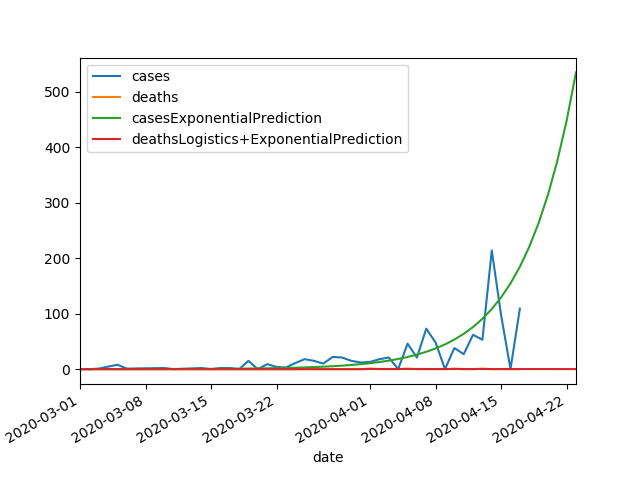 cases
deaths
casesExponentialPrediction
deathsLogistics+ExponentialPrediction
500
400
300
200
100
0
2020-03-01
2020-03-08
2020-03-15
2020-03-22
2020-04-01
2020-04-08
2020-04-15
2020-04-22
date